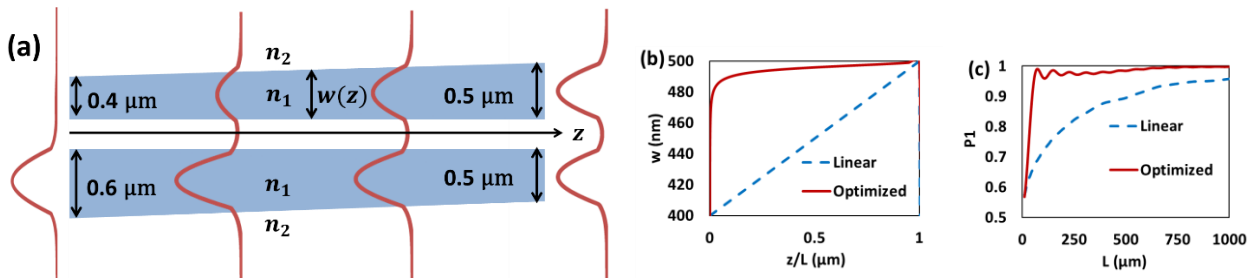 (a)
n₂
0.4 μm
n₁
w(z)
0.5 μm
z
0.6 μm
n₁
0.5 μm
n₂
(b)
500
480
460
440
420
400
w (nm)
Linear
Optimized
0
0.5
1
z/L (μm)
(c)
1
0.9
0.8
0.7
0.6
0.5
P1
Linear
Optimized
0
250
500
750
1000
L (μm)